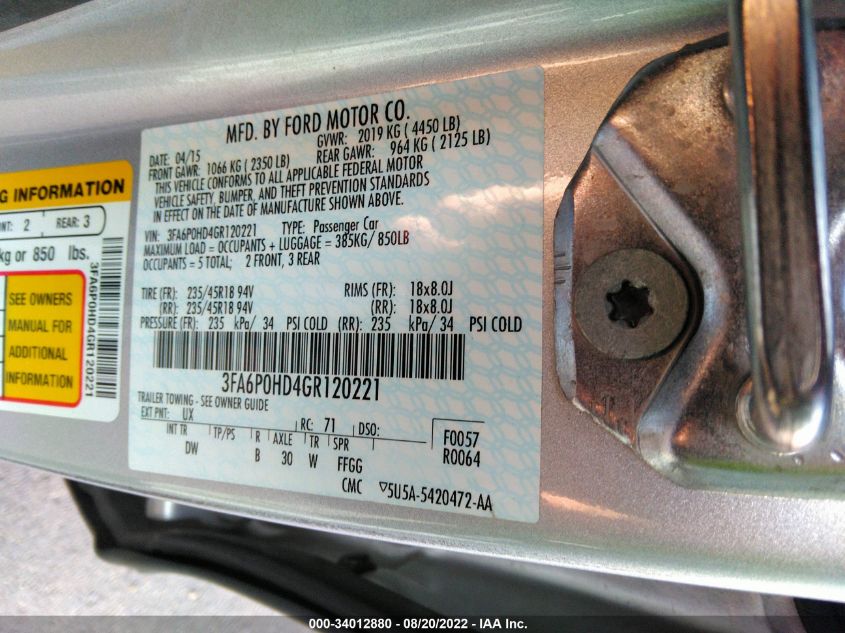 MFD. BY FORD MOTOR CO.
DATE: 04/15 GVWR: 2019 KG ( 4450 LB)
FRONT GAWR: 1066 KG ( 2350 LB) REAR GAWR: 964 KG ( 2125 LB)
THIS VEHICLE CONFORMS TO ALL APPLICABLE FEDERAL MOTOR
VEHICLE SAFETY, BUMPER, AND THEFT PREVENTION STANDARDS
IN EFFECT ON THE DATE OF MANUFACTURE SHOWN ABOVE.
VIN: 3FA6P0HD4GR120221 TYPE: Passenger Car
MAXIMUM LOAD = OCCUPANTS + LUGGAGE = 385KG/ 850LB
OCCUPANTS = 5 TOTAL; 2 FRONT, 3 REAR
TIRE (FR): 235/45R18 94V RIMS (FR): 18x8.0J
(RR): 235/45R18 94V (RR): 18x8.0J
PRESSURE (FR): 235 kPa/ 34 PSI COLD (RR): 235 kPa/ 34 PSI COLD
3FA6P0HD4GR120221
TRAILER TOWING - SEE OWNER GUIDE
EXT PNT: UX RC: 71 DSO: F0057
INT TR TP/PS R AXLE TR SPR R0064
DW B 30 W FFGG
CMC ▽5U5A-5420472-AA
INFORMATION
2 REAR: 3
kg or 850 lbs.
SEE OWNERS
MANUAL FOR
ADDITIONAL
INFORMATION
3FA6P0HD4GR120221
000-34012880 - 08/20/2022 - IAA Inc.